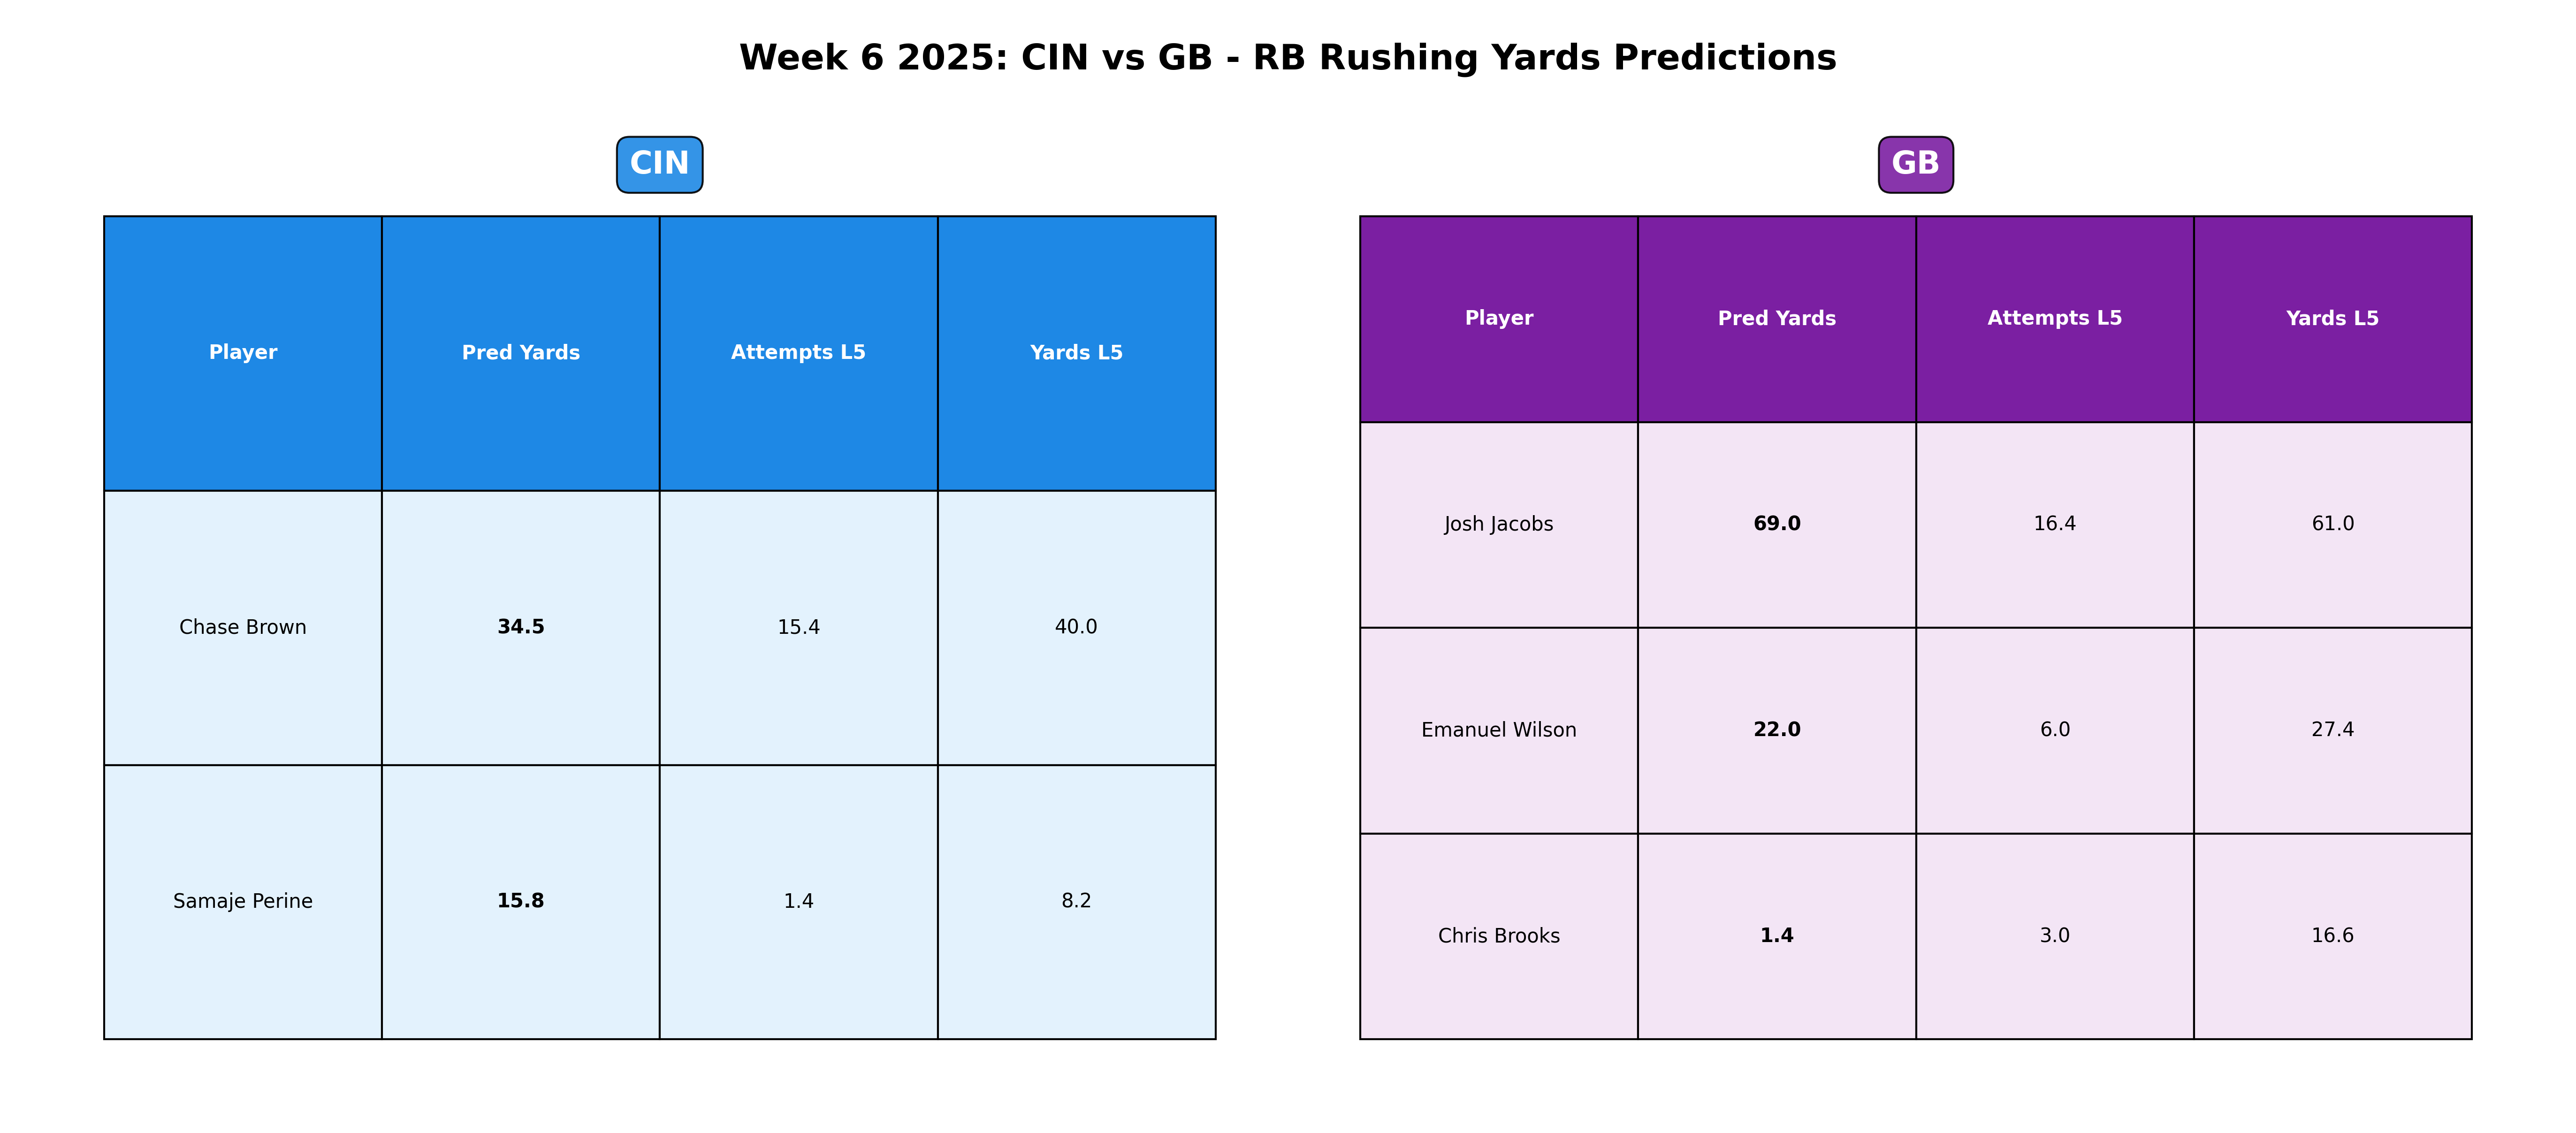 Week 6 2025: CIN vs GB - RB Rushing Yards Predictions
CIN
Player Pred Yards Attempts L5 Yards L5
Chase Brown 34.5 15.4 40.0
Samaje Perine 15.8 1.4 8.2
GB
Player Pred Yards Attempts L5 Yards L5
Josh Jacobs 69.0 16.4 61.0
Emanuel Wilson 22.0 6.0 27.4
Chris Brooks 1.4 3.0 16.6